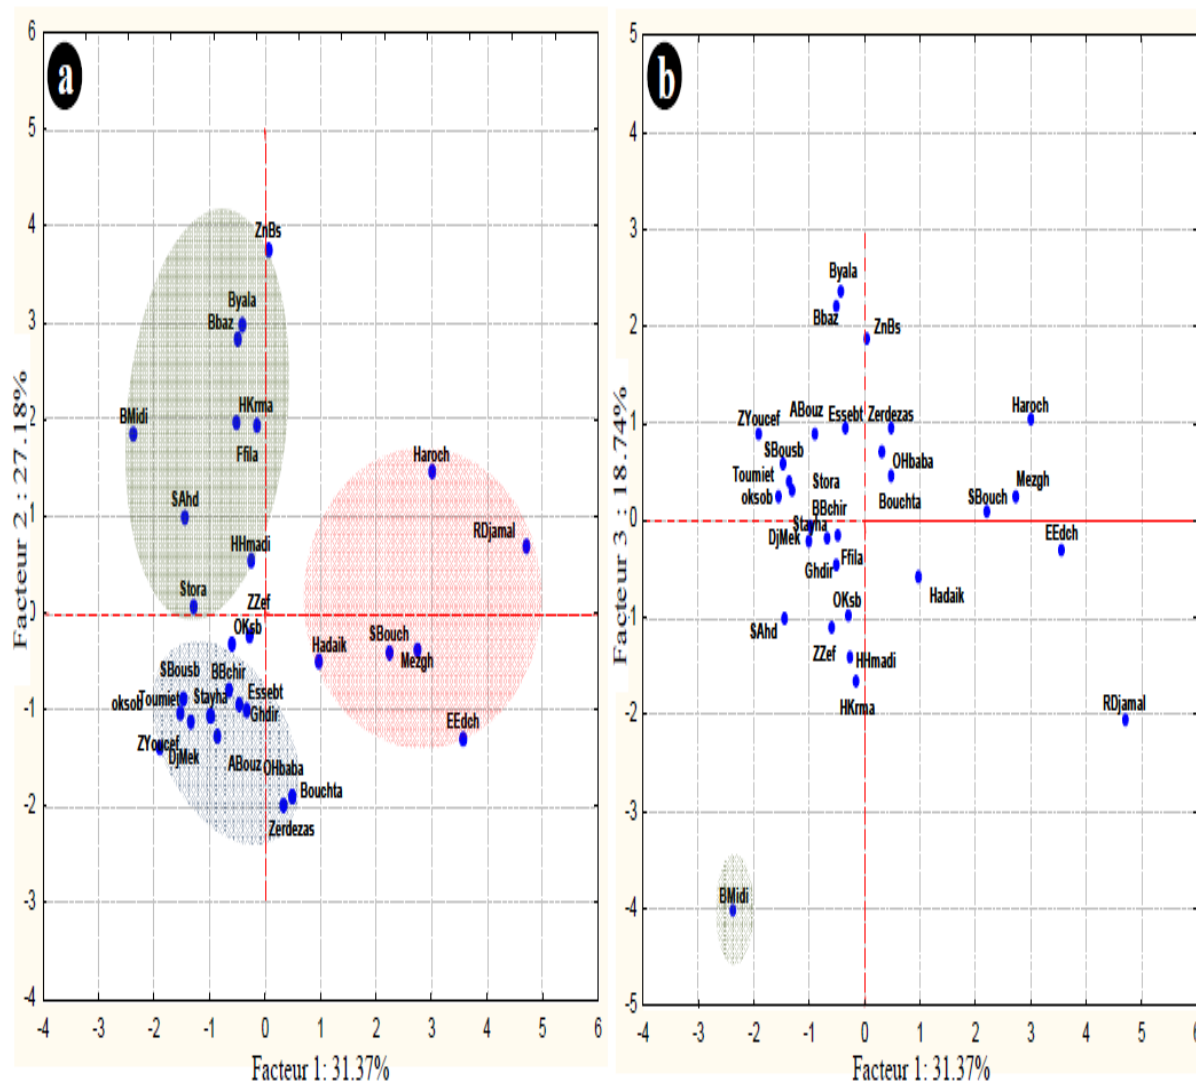 a
6
5
4
3
2
1
0
-1
-2
-3
-4
Facteur 2 : 27.18%
ZnBs
Byala
Bbaz
HKrma
BMidi
Ffila
Haroch
SAhd
RDjamal
HHmadi
Stora
ZZef
OKsb
SBouch
Hadaik
Mezgh
SBousb
BBchir
Essebt
oksob
Toumiet
Stayha
Ghdir
EEdch
ZYoucef
DjMek
ABouz
OHbaba
Bouchta
Zerdezas
-4 -3 -2 -1 0 1 2 3 4 5 6
Facteur 1: 31.37%
b
5
4
3
2
1
0
-1
-2
-3
-4
-5
Facteur 3 : 18.74%
Byala
Bbaz
ZnBs
Haroch
ZYoucef
ABouz
Essebt
Zerdezas
SBousb
OHbaba
Toumiet
Stora
Mezgh
oksob
BBchir
Bouchta
SBouch
Stayha
DjMek
EEdch
Ffila
Ghdir
Hadaik
OKsb
SAhd
ZZef
HHmadi
HKrma
RDjamal
BMidi
-4 -3 -2 -1 0 1 2 3 4 5 6
Facteur 1: 31.37%